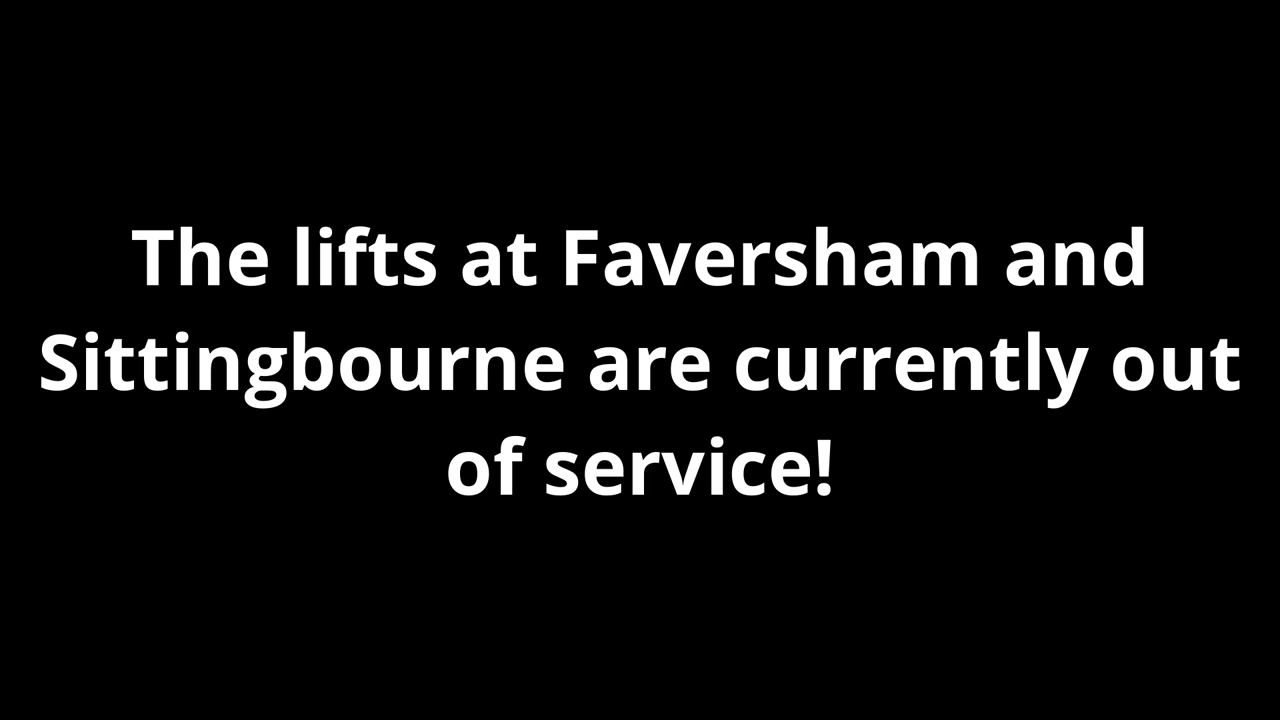 The lifts at Faversham and
Sittingbourne are currently out
of service!